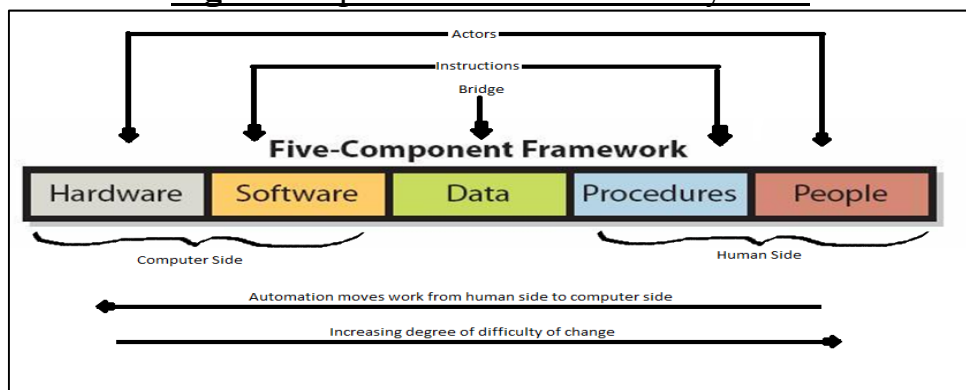 Actors
Instructions
Bridge
Five-Component Framework
Hardware Software Data Procedures People
Computer Side Human Side
Automation moves work from human side to computer side
Increasing degree of difficulty of change